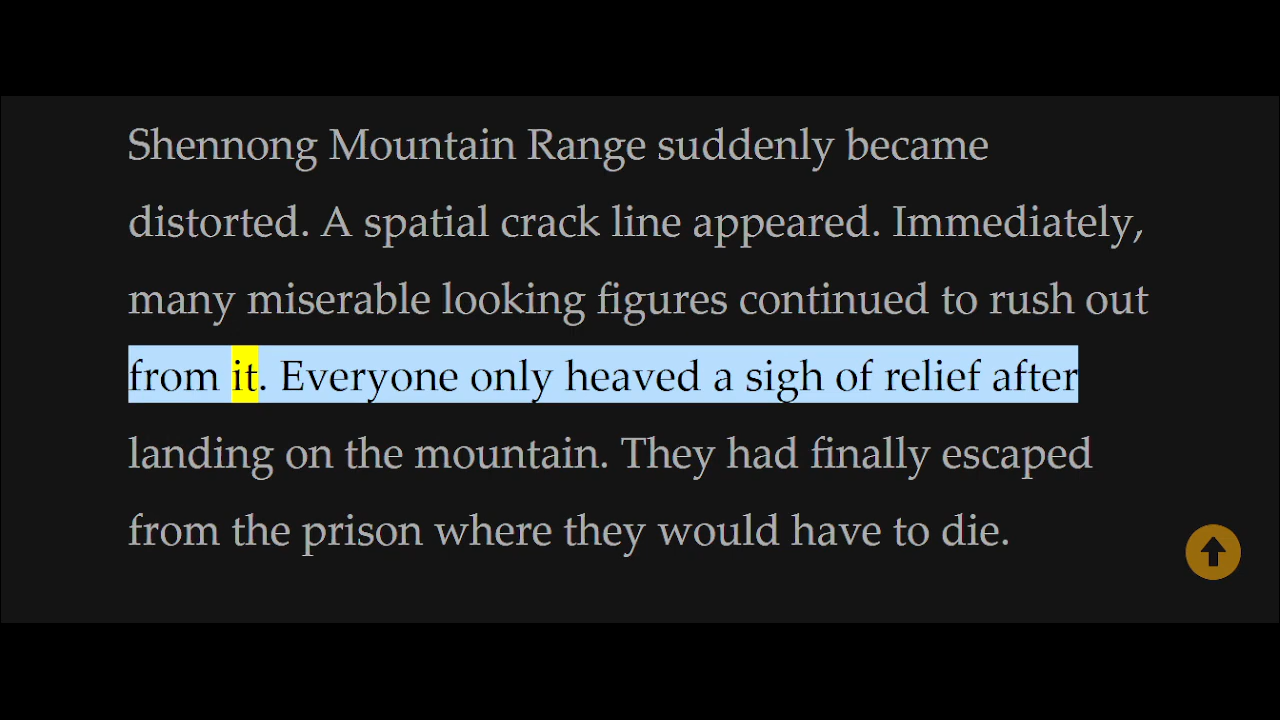 Shennong Mountain Range suddenly became
distorted. A spatial crack line appeared. Immediately,
many miserable looking figures continued to rush out
from it. Everyone only heaved a sigh of relief after
landing on the mountain. They had finally escaped
from the prison where they would have to die.